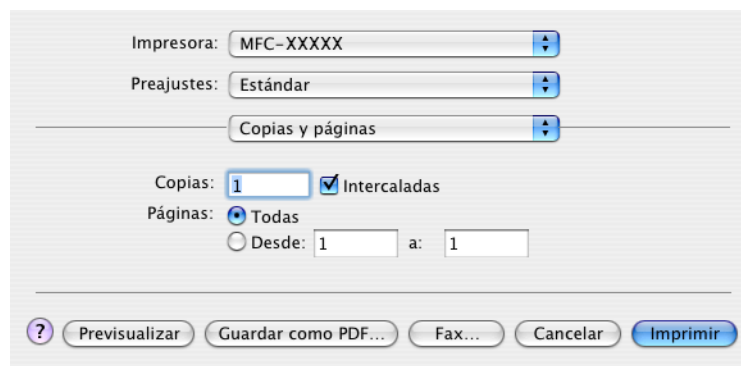 Impresora: MFC-XXXXX
Preajustes: Estándar
Copias y páginas
Copias: 1 Intercaladas
Páginas: Todas
Desde: 1 a: 1
? Previsualizar Guardar como PDF... Fax... Cancelar Imprimir